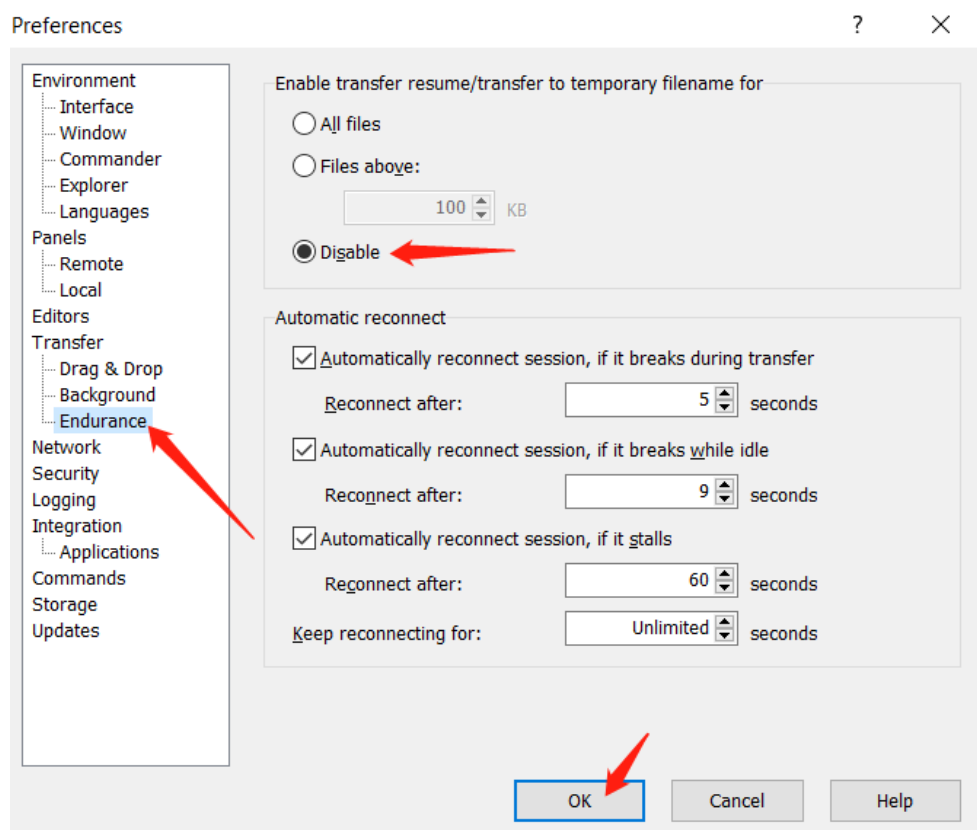 Preferences
?
Environment
Interface
Window
Commander
Explorer
Languages
Panels
Remote
Local
Editors
Transfer
Drag & Drop
Background
Endurance
Network
Security
Logging
Integration
Applications
Commands
Storage
Updates
Enable transfer resume/transfer to temporary filename for
All files
Files above:
100 KB
Disable
Automatic reconnect
Automatically reconnect session, if it breaks during transfer
Reconnect after: 5 seconds
Automatically reconnect session, if it breaks while idle
Reconnect after: 9 seconds
Automatically reconnect session, if it stalls
Reconnect after: 60 seconds
Keep reconnecting for: Unlimited seconds
OK Cancel Help